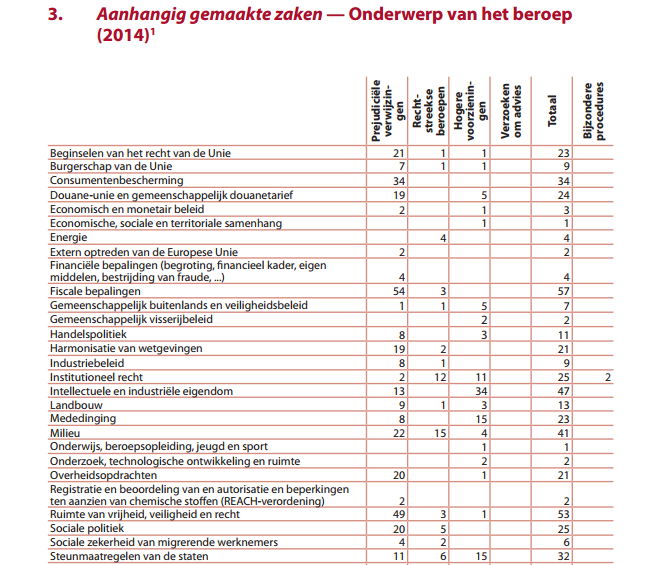 3. Aanhangig gemaakte zaken — Onderwerp van het beroep
(2014)¹
Prejudiciële verwijzin-gen Recht-streekse beroepen Hogere voorzienin-gen Verzoeken om advies Totaal Bijzondere procedures
Beginselen van het recht van de Unie 21 1 1 23
Burgerschap van de Unie 7 1 1 9
Consumentenbescherming 34 34
Douane-unie en gemeenschappelijk douanetarief 19 5 24
Economisch en monetair beleid 2 1 3
Economische, sociale en territoriale samenhang 1 1
Energie 4 4
Extern optreden van de Europese Unie 2 2
Financiële bepalingen (begroting, financieel kader, eigen
middelen, bestrijding van fraude, ...) 4 4
Fiscale bepalingen 54 3 57
Gemeenschappelijk buitenlands en veiligheidsbeleid 1 1 5 7
Gemeenschappelijk visserijbeleid 2 2
Handelspolitiek 8 3 11
Harmonisatie van wetgevingen 19 2 21
Industriebeleid 8 1 9
Institutioneel recht 2 12 11 25 2
Intellectuele en industriële eigendom 13 34 47
Landbouw 9 1 3 13
Mededinging 8 15 23
Milieu 22 15 4 41
Onderwijs, beroepsopleiding, jeugd en sport 1 1
Onderzoek, technologische ontwikkeling en ruimte 2 2
Overheidsopdrachten 20 1 21
Registratie en beoordeling van en autorisatie en beperkingen
ten aanzien van chemische stoffen (REACH-verordening) 2 2
Ruimte van vrijheid, veiligheid en recht 49 3 1 53
Sociale politiek 20 5 25
Sociale zekerheid van migrerende werknemers 4 2 6
Steunmaatregelen van de staten 11 6 15 32